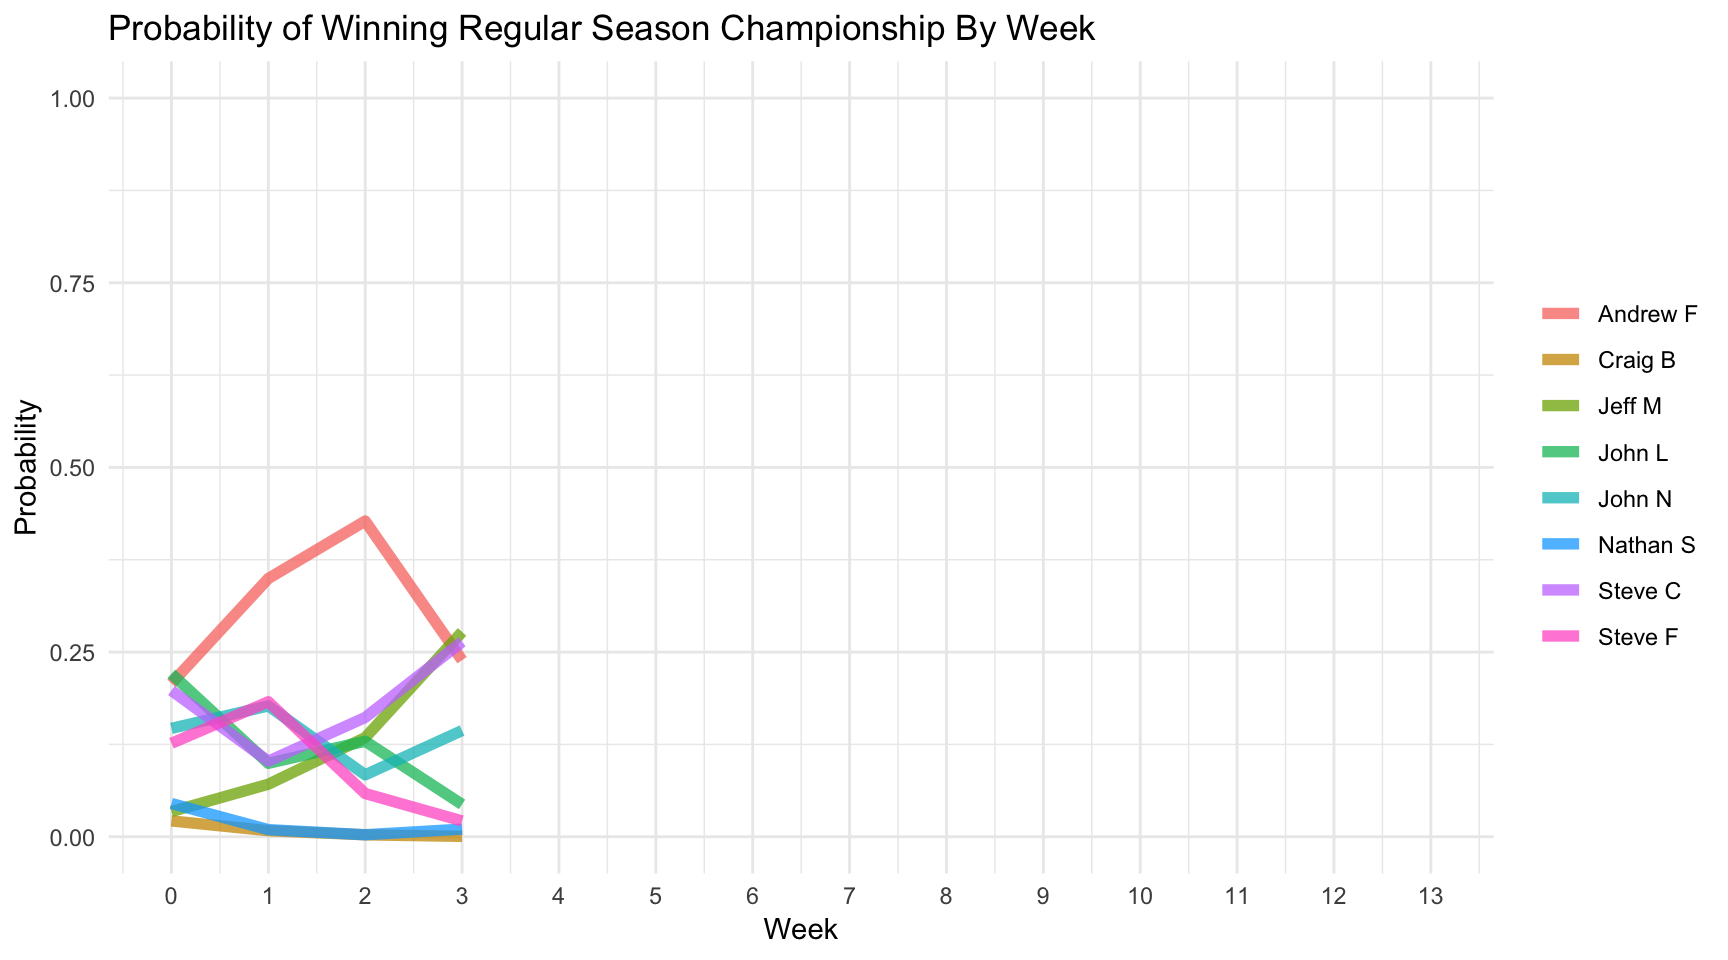 Probability of Winning Regular Season Championship By Week
1.00
0.75
0.50
0.25
0.00
Probability
0 1 2 3 4 5 6 7 8 9 10 11 12 13
Week
Andrew F
Craig B
Jeff M
John L
John N
Nathan S
Steve C
Steve F